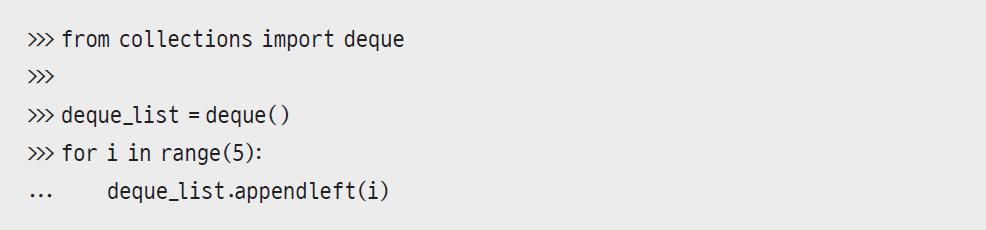 >>> from collections import deque
>>>
>>> deque_list = deque()
>>> for i in range(5):
...     deque_list.appendleft(i)